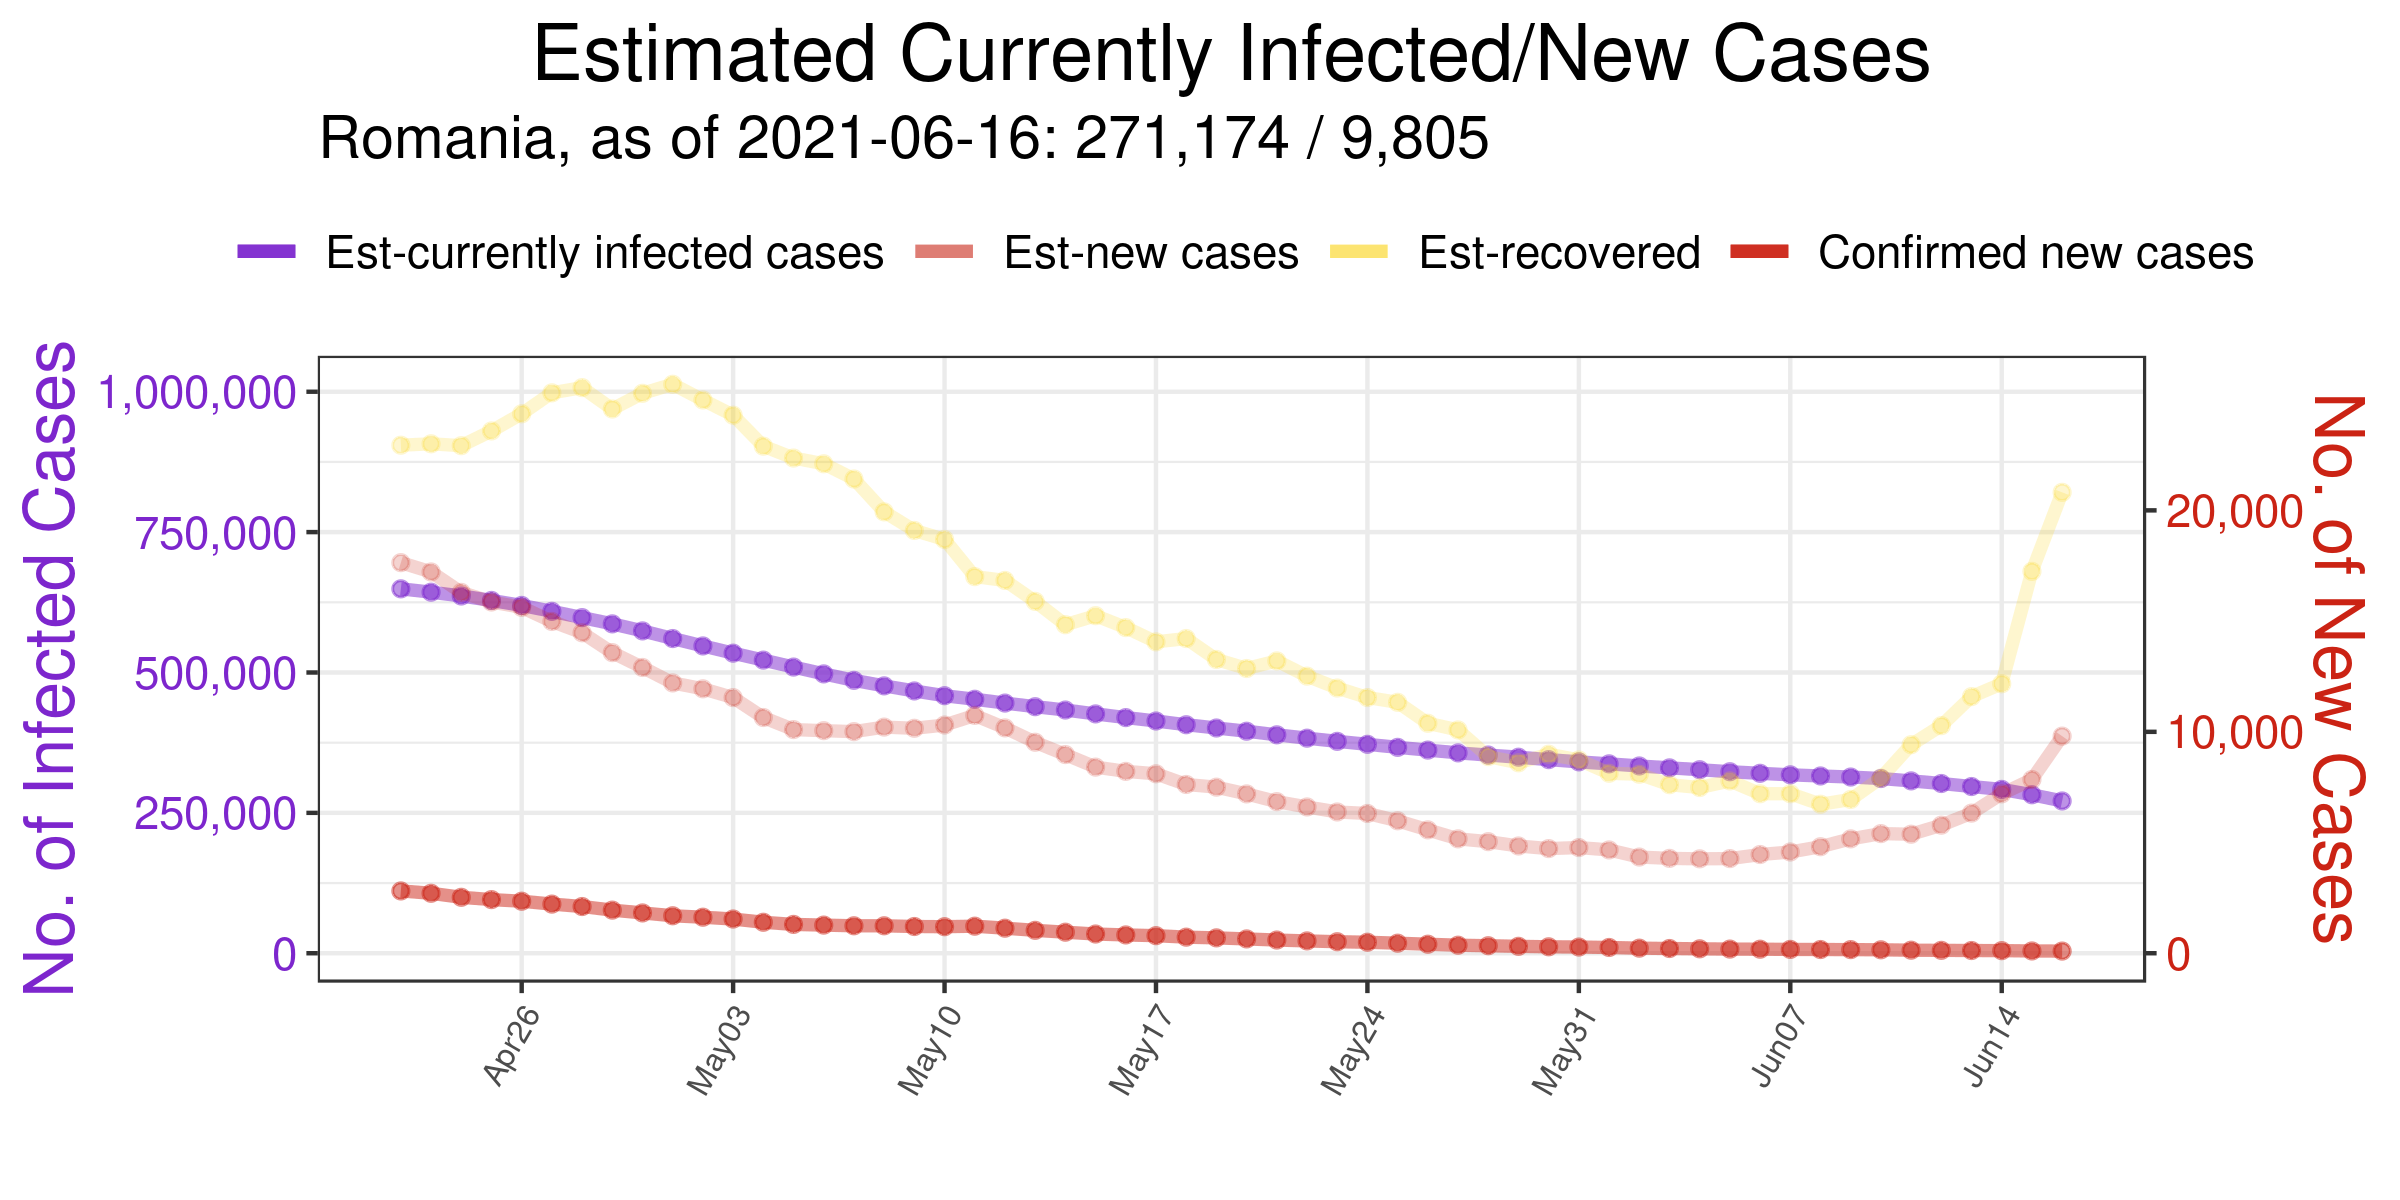 Estimated Currently Infected/New Cases
Romania, as of 2021-06-16: 271,174 / 9,805
Est-currently infected cases Est-new cases Est-recovered Confirmed new cases
No. of Infected Cases
1,000,000
750,000
500,000
250,000
0
20,000
10,000
0
No. of New Cases
Apr26 May03 May10 May17 May24 May31 Jun07 Jun14